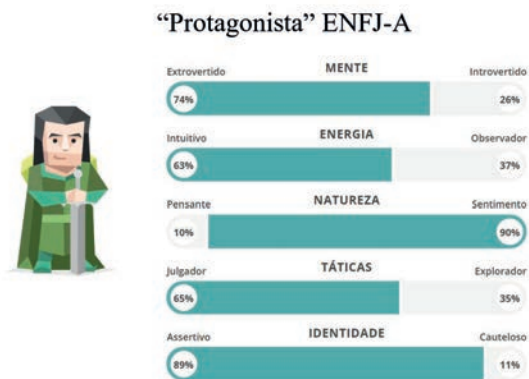 “Protagonista” ENFJ-A
Extrovertido MENTE Introvertido
74% 26%
Intuitivo ENERGIA Observador
63% 37%
Pensante NATUREZA Sentimento
10% 90%
Julgador TÁTICAS Explorador
65% 35%
Assertivo IDENTIDADE Cauteloso
89% 11%